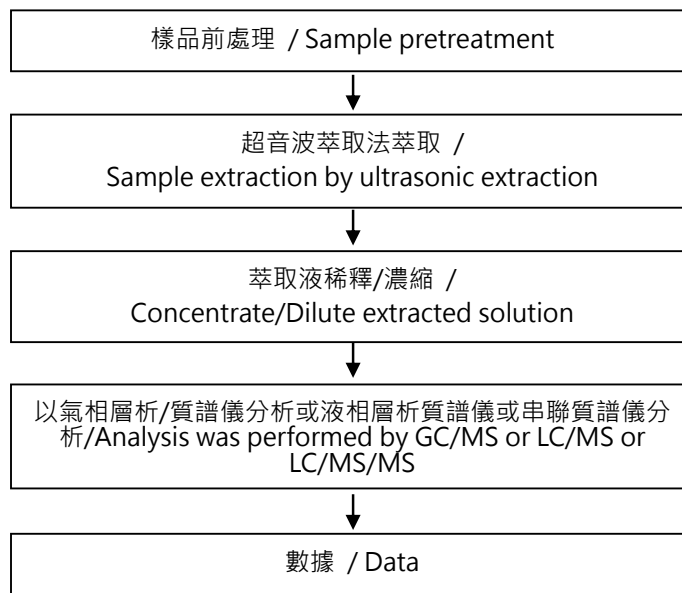 樣品前處理 / Sample pretreatment
超音波萃取法萃取 /
Sample extraction by ultrasonic extraction
萃取液稀釋/濃縮 /
Concentrate/Dilute extracted solution
以氣相層析/質譜儀分析或液相層析質譜儀或串聯質譜儀分
析/Analysis was performed by GC/MS or LC/MS or
LC/MS/MS
數據 / Data